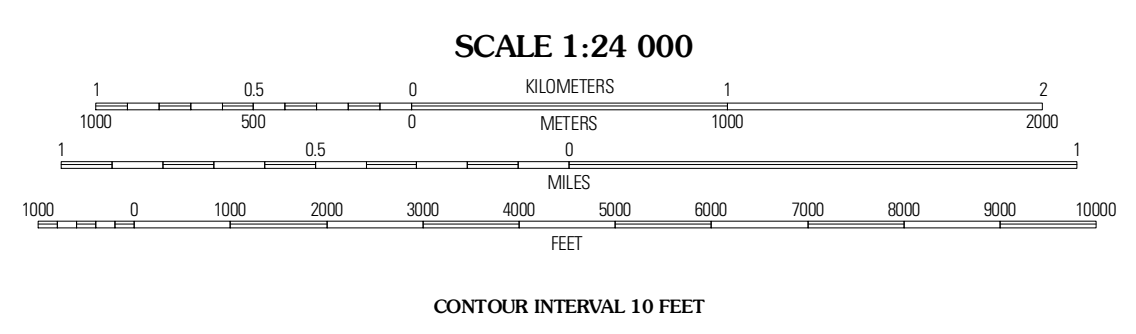 SCALE 1:24 000
1 0.5 0 KILOMETERS 1 2
1000 500 0 METERS 1000 2000
1 0.5 0 1
MILES
1000 0 1000 2000 3000 4000 5000 6000 7000 8000 9000 10000
FEET
CONTOUR INTERVAL 10 FEET